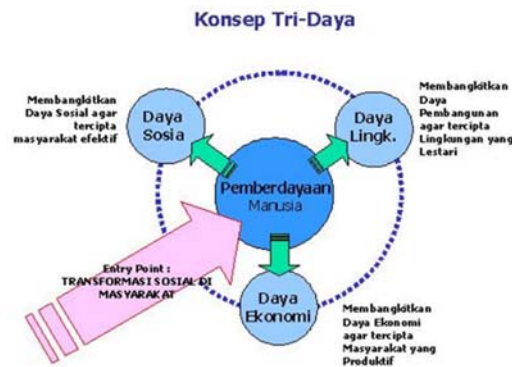 Konsep Tri-Daya
Membangkitkan
Daya Sosial agar
tercipta
masyarakat efektif
Daya
Sosia
Daya
Lingk.
Membangkitkan
Daya
Pembangunan
agar tercipta
Lingkungan yang
Lestari
Pemberdayaan
Manusia
Entry Point :
TRANSFORMASI SOSIAL DI
MASYARAKAT
Daya
Ekonomi
Membangkitkan
Daya Ekonomi
agar tercipta
Masyarakat yang
Produktif